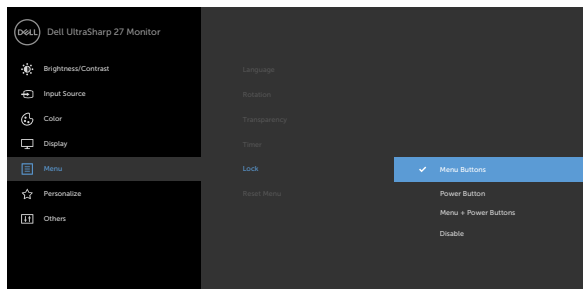 DELL Dell UltraSharp 27 Monitor
Brightness/Contrast
Input Source
Color
Display
Menu
Personalize
Others
Language
Rotation
Transparency
Timer
Lock
Reset Menu
Menu Buttons
Power Button
Menu + Power Buttons
Disable